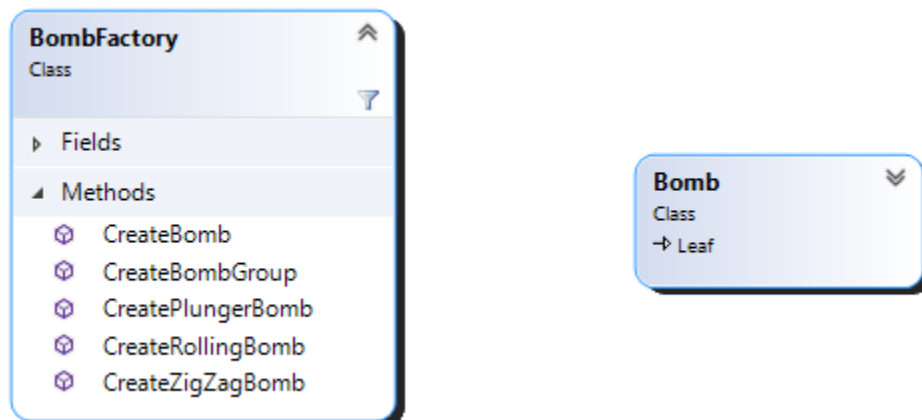 BombFactory
Class
Fields
Methods
CreateBomb
CreateBombGroup
CreatePlungerBomb
CreateRollingBomb
CreateZigZagBomb
Bomb
Class
Leaf